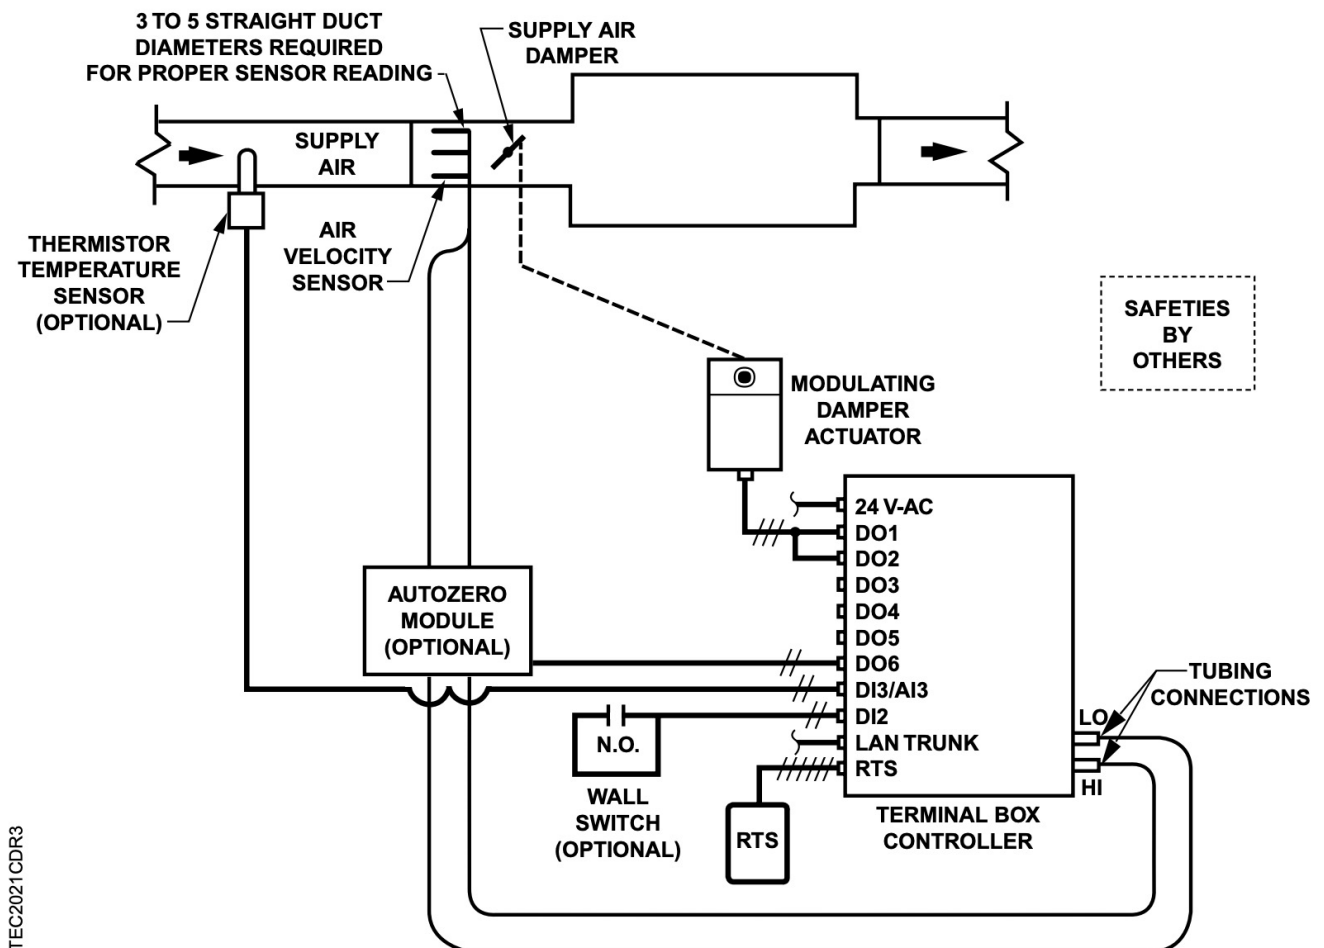 3 TO 5 STRAIGHT DUCT
DIAMETERS REQUIRED
FOR PROPER SENSOR READING
SUPPLY AIR
DAMPER
SUPPLY
AIR
THERMISTOR
TEMPERATURE
SENSOR
(OPTIONAL)
AIR
VELOCITY
SENSOR
SAFETIES
BY
OTHERS
MODULATING
DAMPER
ACTUATOR
24 V-AC
DO1
DO2
DO3
DO4
DO5
DO6
DI3/AI3
DI2
LAN TRUNK
RTS
AUTOZERO
MODULE
(OPTIONAL)
TUBING
CONNECTIONS
LO
HI
N.O.
WALL
SWITCH
(OPTIONAL)
RTS
TERMINAL BOX
CONTROLLER
TEC2021CDR3